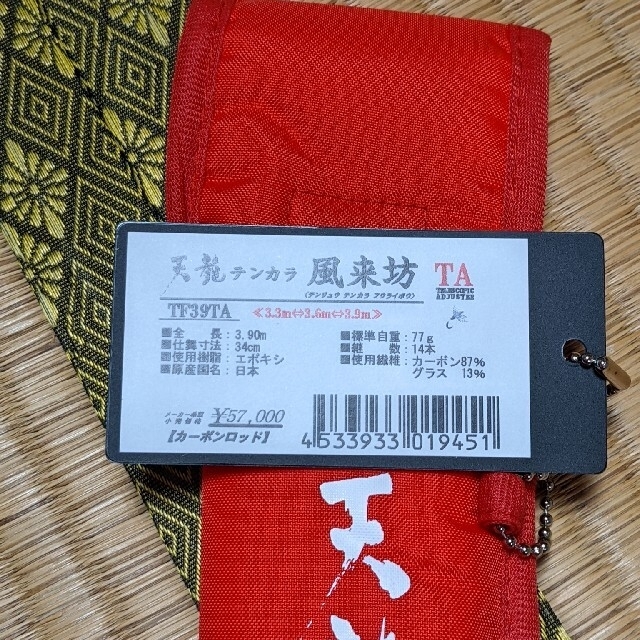 天龍 テンカラ 風来坊 TA
(テンリュウ テンカラ フウライボウ)
TELESCOPIC
ADJUSTER
TF39TA ≪3.3m⇔3.6m⇔3.9m≫
■全長:3.90m ■標準自重:77g
■仕舞寸法:34cm ■継数:14本
■使用樹脂:エポキシ ■使用繊維:カーボン87%
■原産国名:日本 グラス 13%
メーカー希望
小売価格 ¥57,000
【カーボンロッド】
4 533933 019451
天